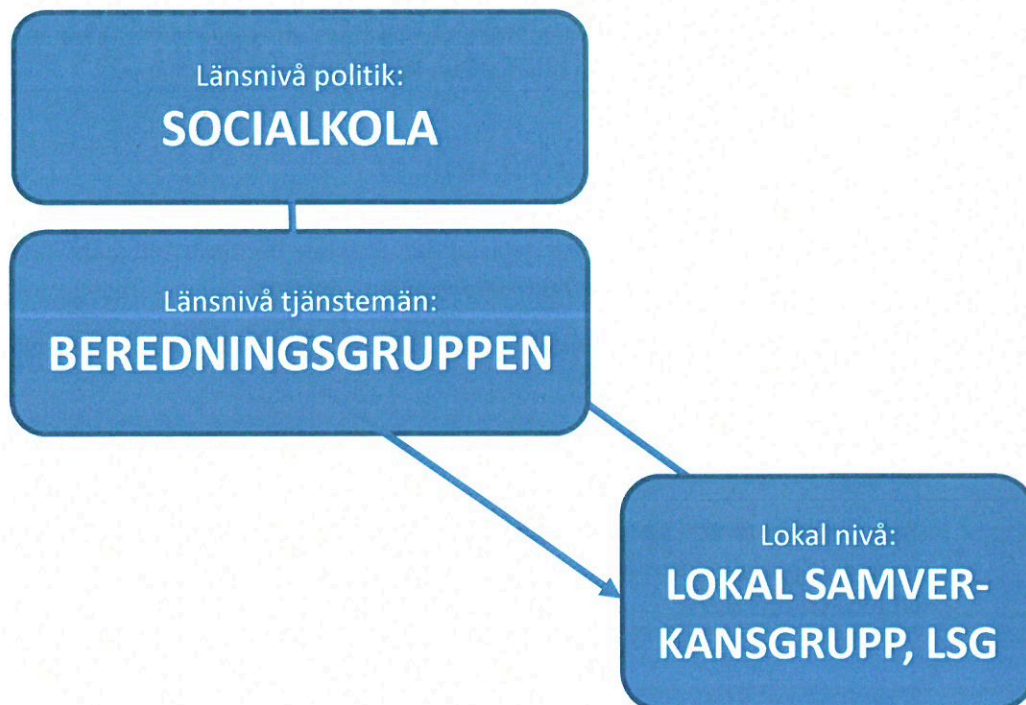 Länsnivå politik:
SOCIALKOLA
Länsnivå tjänstemän:
BEREDNINGSGRUPPEN
Lokal nivå:
LOKAL SAMVER-
KANSGRUPP, LSG